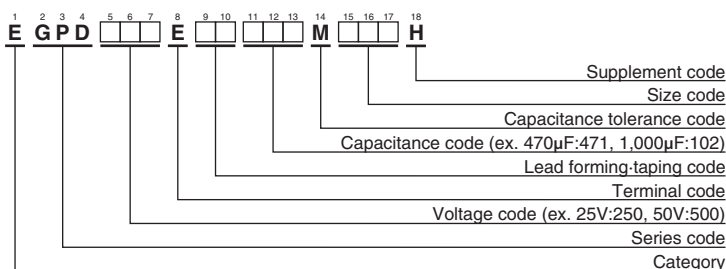 1 2 3 4 5 6 7 8 9 10 11 12 13 14 15 16 17 18
E G P D E M H
Supplement code
Size code
Capacitance tolerance code
Capacitance code (ex. 470μF:471, 1,000μF:102)
Lead forming·taping code
Terminal code
Voltage code (ex. 25V:250, 50V:500)
Series code
Category